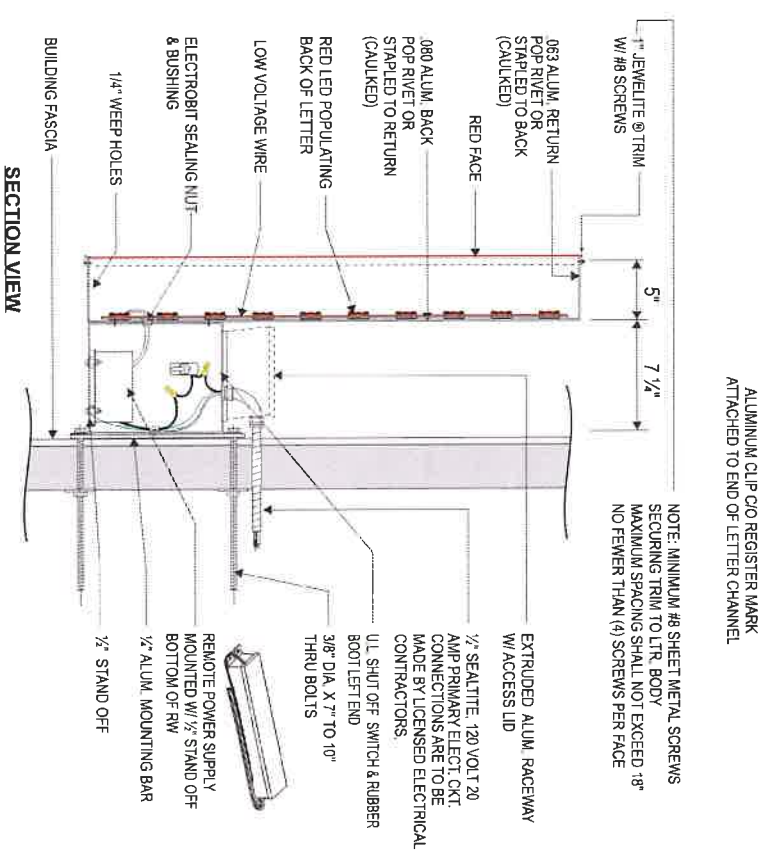 ALUMINUM CLIP C/O REGISTER MARK
ATTACHED TO END OF LETTER CHANNEL
NOTE: MINIMUM #8 SHEET METAL SCREWS
SECURING TRIM TO LTR. BODY
MAXIMUM SPACING SHALL NOT EXCEED 18"
NO FEWER THAN (4) SCREWS PER FACE
1" JEWELITE ® TRIM
W/ #8 SCREWS
.063 ALUM. RETURN
POP RIVET OR
STAPLED TO BACK
(CAULKED)
RED FACE
.080 ALUM. BACK
POP RIVET OR
STAPLED TO RETURN
(CAULKED)
RED LED POPULATING
BACK OF LETTER
LOW VOLTAGE WIRE
ELECTROBIT SEALING NUT
& BUSHING
1/4" WEEP HOLES
BUILDING FASCIA
5"
7 ¼"
EXTRUDED ALUM. RACEWAY
W/ ACCESS LID
½" SEALTITE, 120 VOLT 20
AMP PRIMARY ELECT. CKT.
CONNECTIONS ARE TO BE
MADE BY LICENSED ELECTRICAL
CONTRACTORS.
U.L SHUT OFF SWITCH & RUBBER
BOOT LEFT END
3/8" DIA. X 7" TO 10"
THRU BOLTS
REMOTE POWER SUPPLY
MOUNTED W/ ½" STAND OFF
BOTTOM OF RW
¼" ALUM. MOUNTING BAR
½" STAND OFF
SECTION VIEW